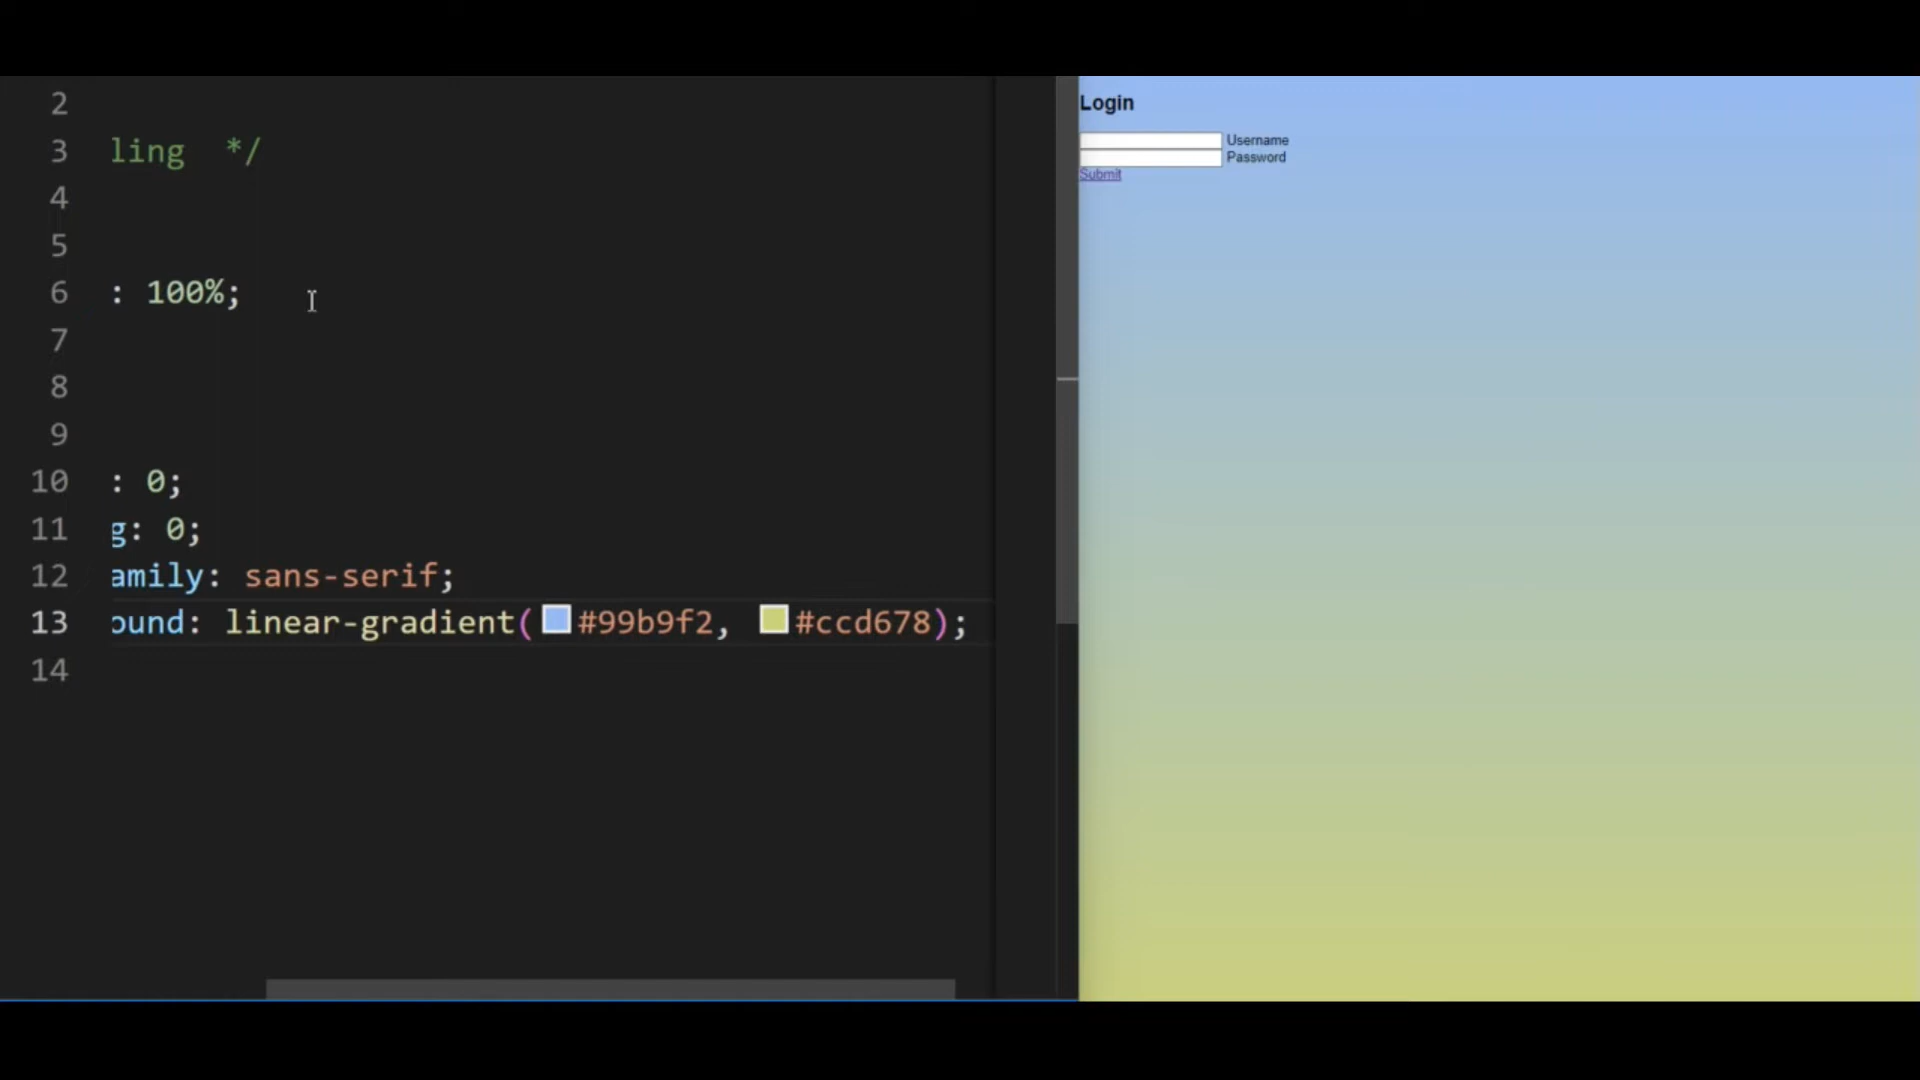 2
3 ling */
4
5
6 : 100%;
7
8
9
10 : 0;
11 g: 0;
12 amily: sans-serif;
13 ound: linear-gradient( #99b9f2, #ccd678);
14
Login
Username
Password
Submit